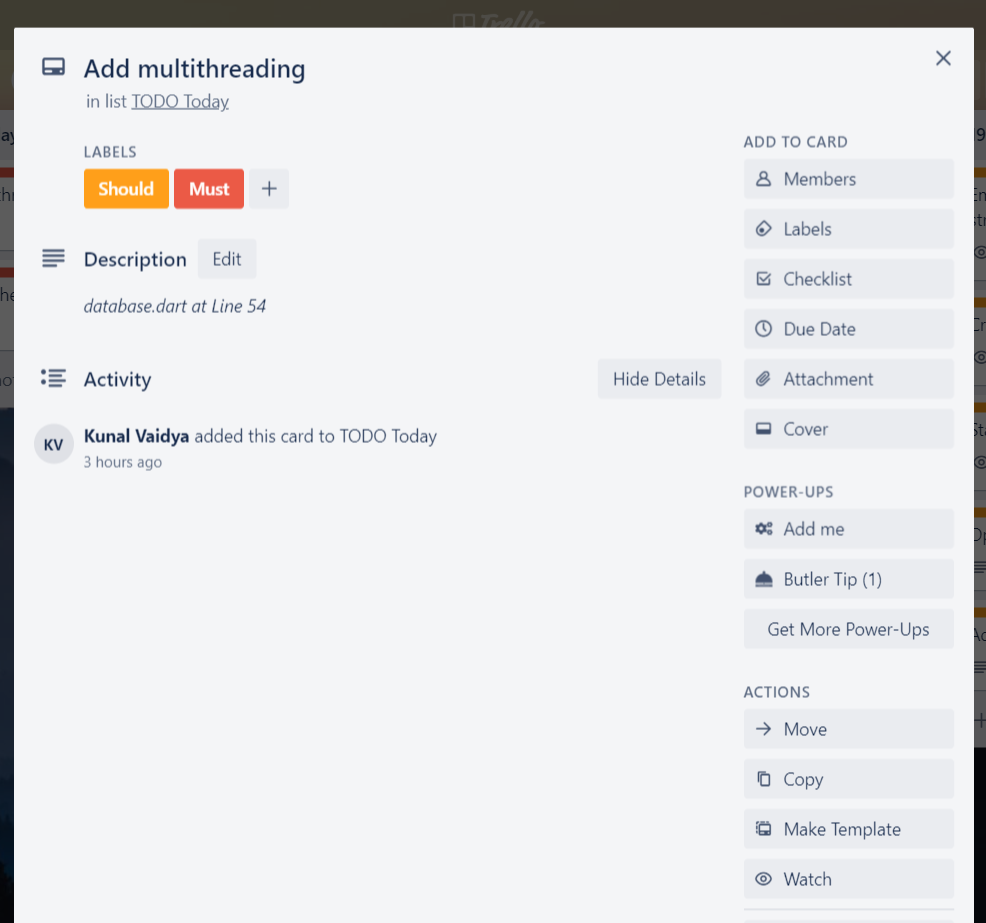 Trello
Add multithreading
in list TODO Today
LABELS
Should Must
Description Edit
database.dart at Line 54
Activity Hide Details
KV Kunal Vaidya added this card to TODO Today
3 hours ago
ADD TO CARD
Members
Labels
Checklist
Due Date
Attachment
Cover
POWER-UPS
Add me
Butler Tip (1)
Get More Power-Ups
ACTIONS
Move
Copy
Make Template
Watch